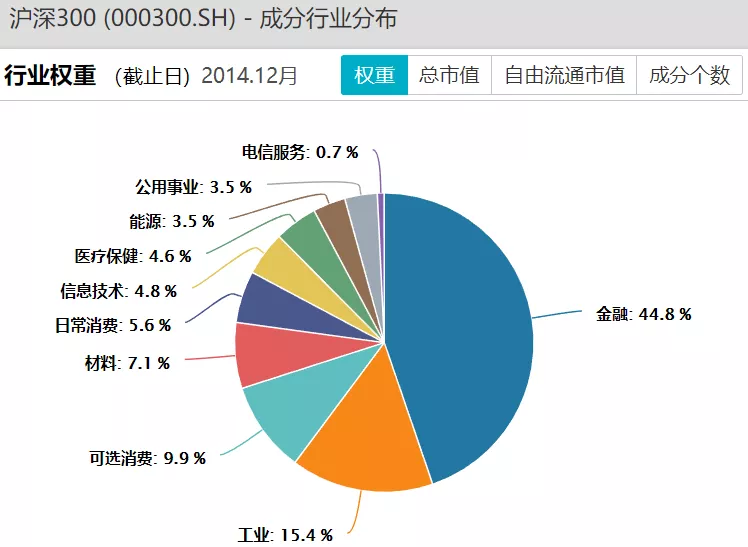 沪深300 (000300.SH) - 成分行业分布
行业权重 (截止日) 2014.12月 权重 总市值 自由流通市值 成分个数
电信服务: 0.7 %
公用事业: 3.5 %
能源: 3.5 %
医疗保健: 4.6 %
信息技术: 4.8 %
日常消费: 5.6 %
材料: 7.1 %
可选消费: 9.9 %
工业: 15.4 %
金融: 44.8 %